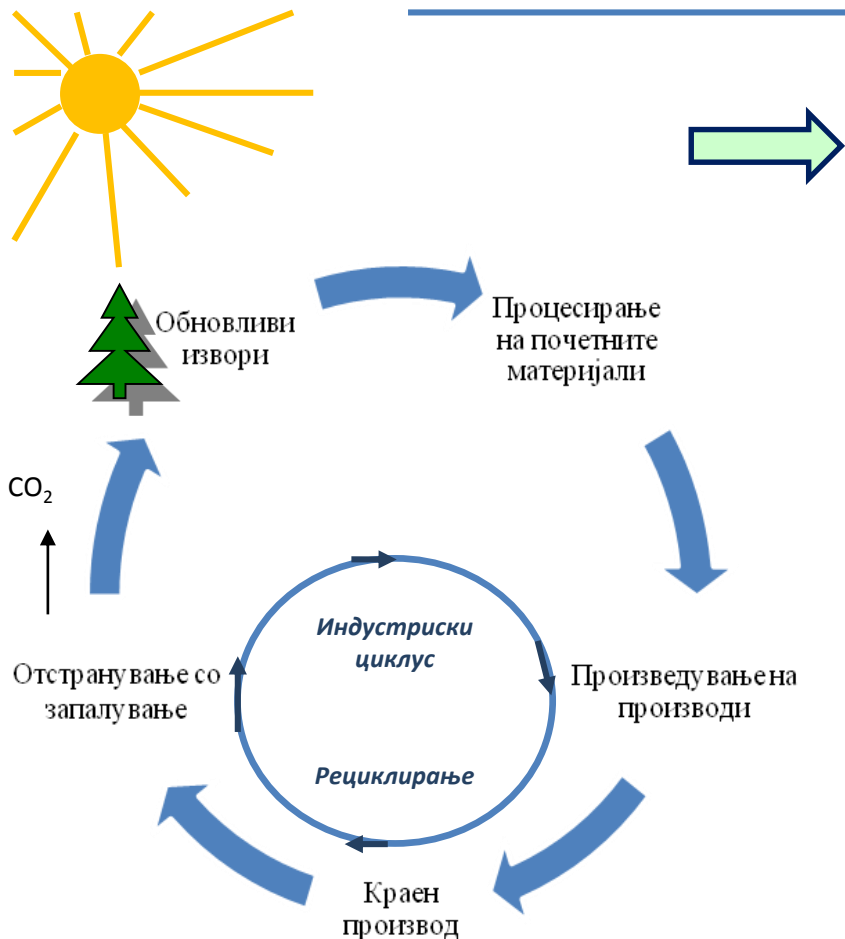 Обновливи
извори
Процесирање
на почетните
материјали
CO₂
Индустриски
циклус
Отстранување со
запалување
Произведување на
производи
Рециклирање
Краен
производ